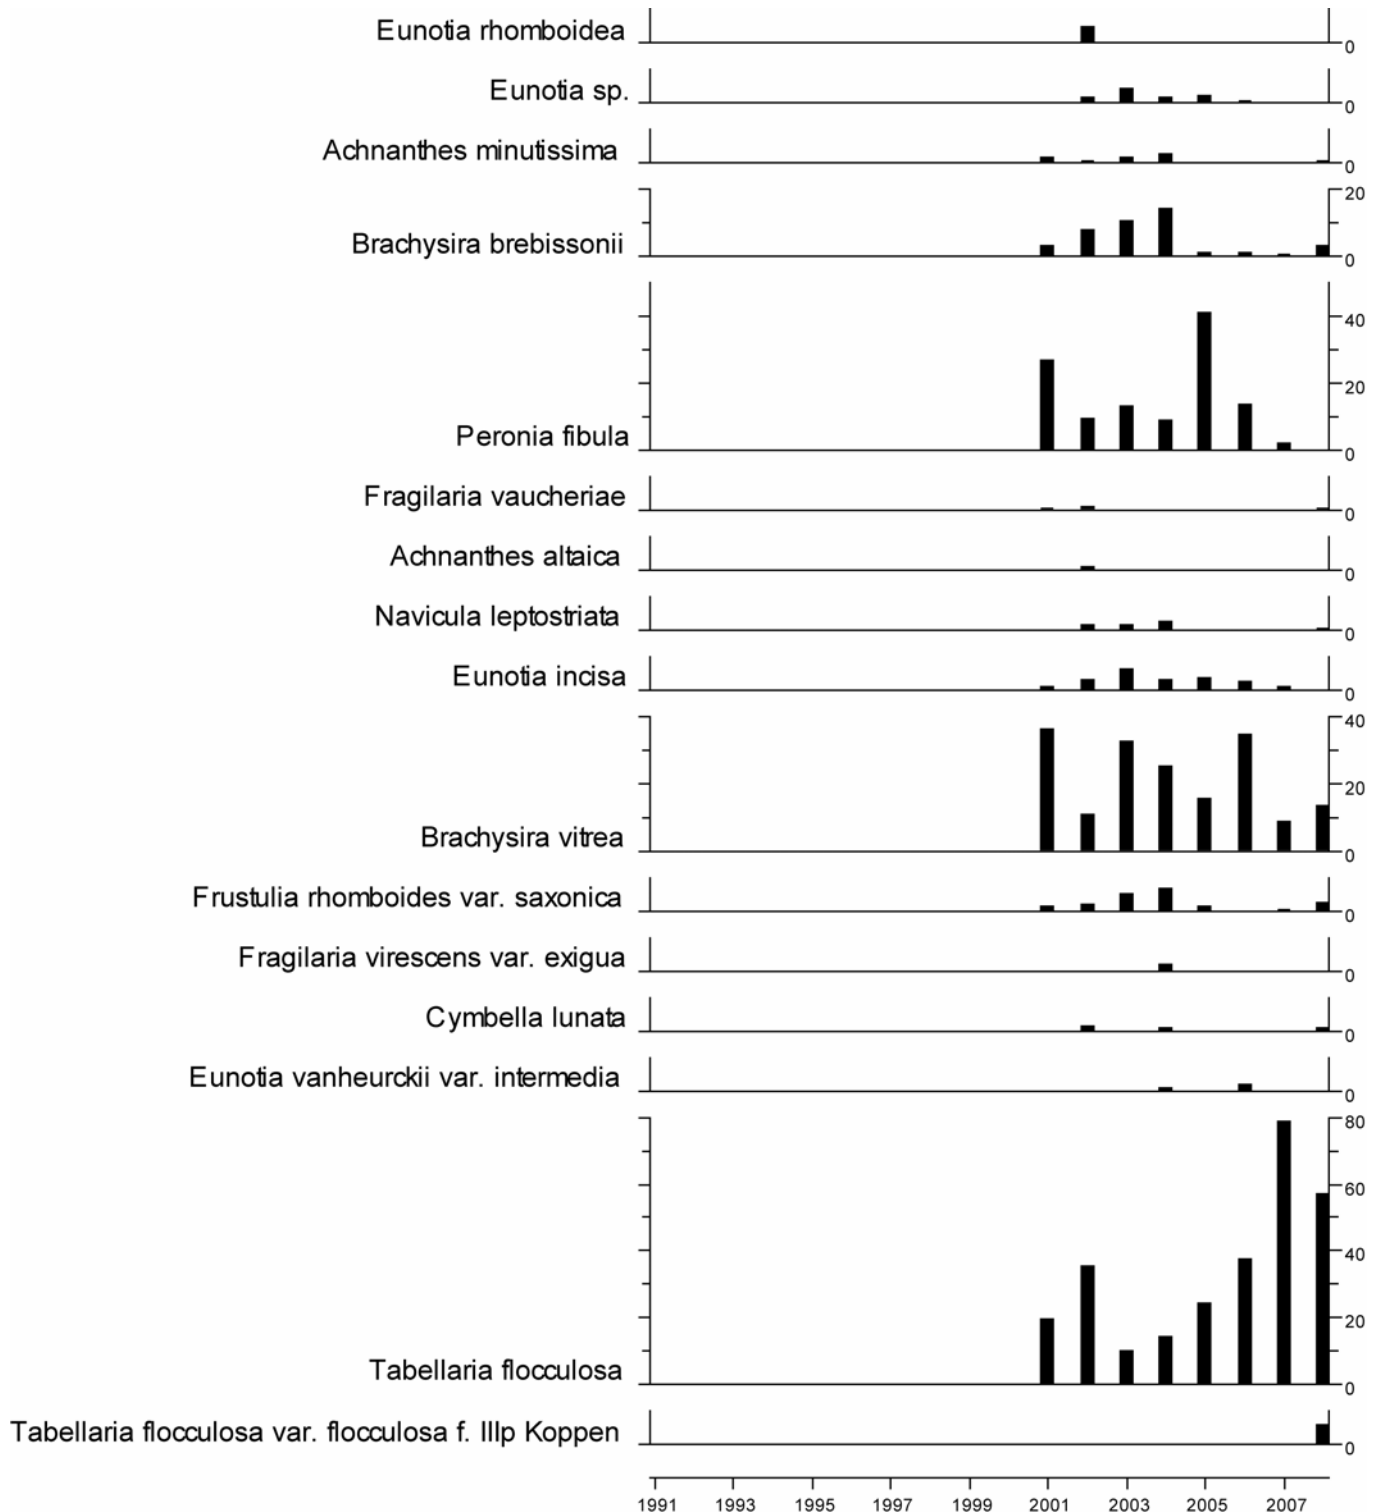 Eunotia rhomboidea
0
Eunotia sp.
0
Achnanthes minutissima
0
20
Brachysira brebissonii
0
40
20
Peronia fibula
0
Fragilaria vaucheriae
0
Achnanthes altaica
0
Navicula leptostriata
0
Eunotia incisa
0
40
20
Brachysira vitrea
0
Frustulia rhomboides var. saxonica
0
Fragilaria virescens var. exigua
0
Cymbella lunata
0
Eunotia vanheurckii var. intermedia
0
80
60
40
20
Tabellaria flocculosa
0
Tabellaria flocculosa var. flocculosa f. IIIp Koppen
0
1991 1993 1995 1997 1999 2001 2003 2005 2007